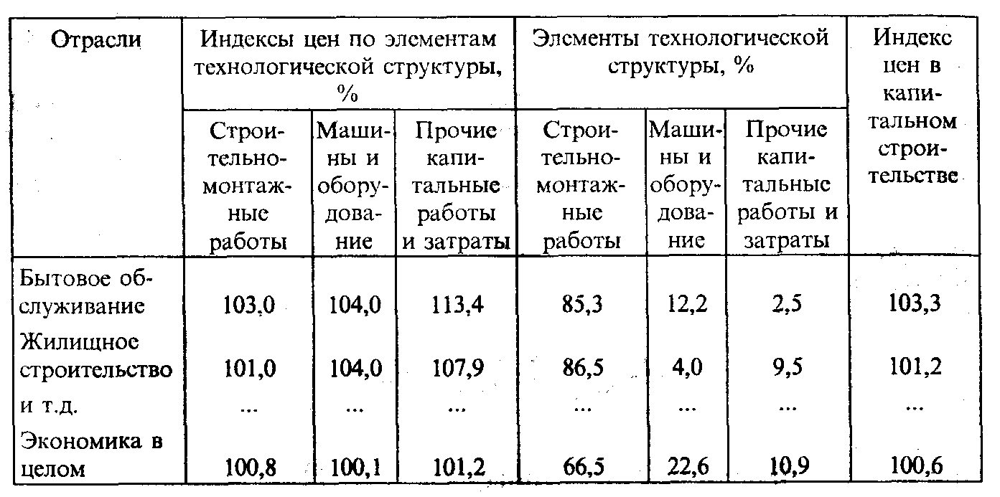 Отрасли
Индексы цен по элементам
технологической структуры,
%
Элементы технологической
структуры, %
Индекс
цен в
капи-
тальном
строи-
тельстве
Строи-
тельно-
монтаж-
ные
работы
Маши-
ны и
обору-
дова-
ние
Прочие
капи-
тальные
работы
и затраты
Строи-
тельно-
монтаж-
ные
работы
Маши-
ны и
обору-
дова-
ние
Прочие
капи-
тальные
работы и
затраты
Бытовое об-
служивание 103,0 104,0 113,4 85,3 12,2 2,5 103,3
Жилищное
строительство 101,0 104,0 107,9 86,5 4,0 9,5 101,2
и т.д. ... ... ... ... ... ... ...
Экономика в
целом 100,8 100,1 101,2 66,5 22,6 10,9 100,6